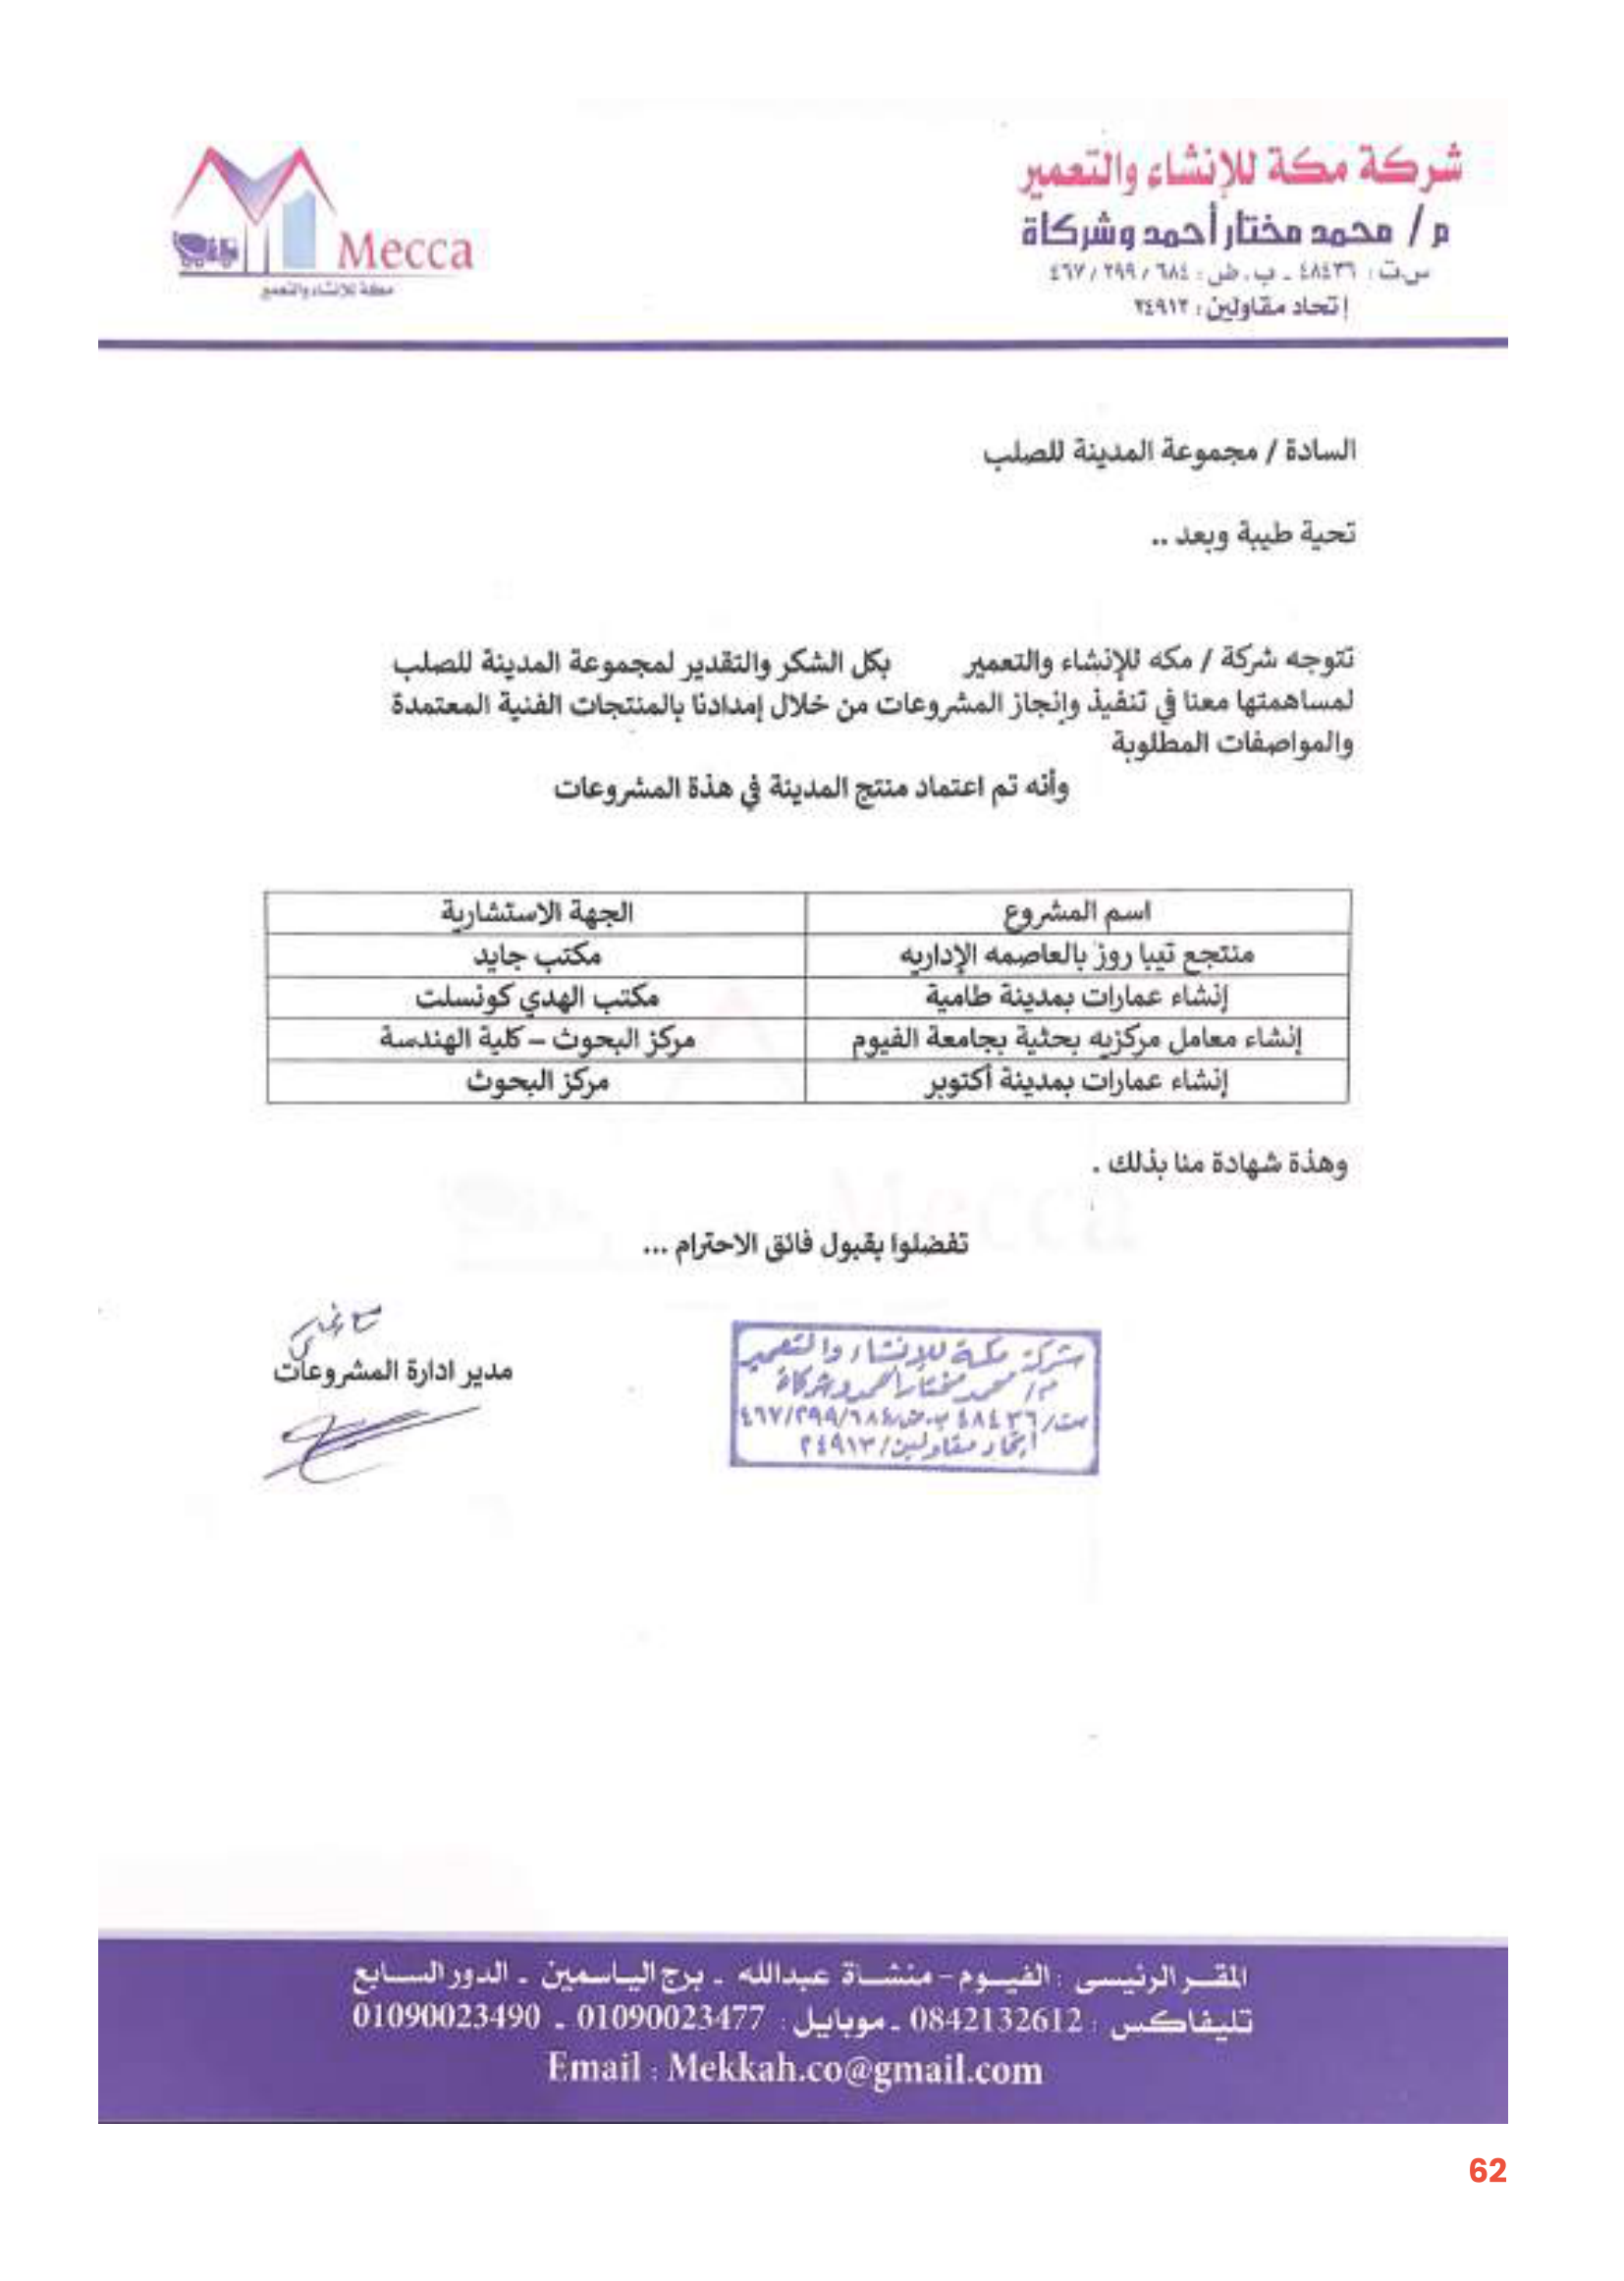 شركة مكة للإنشاء والتعمير
م/ محمد مختار أحمد وشركاة
س.ت : ٤٨٤٣٦ ـ ب . ض : ٤٦٧ / ٢٩٩ / ٦٨٤
إتحاد مقاولين : ٢٤٩١٣
Mecca
مكة للإنشاء والتعمير
السادة / مجموعة المدينة للصلب
تحية طيبة وبعد ..
تتوجه شركة / مكه للإنشاء والتعمير بكل الشكر والتقدير لمجموعة المدينة للصلب
لمساهمتها معنا في تنفيذ وإنجاز المشروعات من خلال إمدادنا بالمنتجات الفنية المعتمدة
والمواصفات المطلوبة
وأنه تم اعتماد منتج المدينة في هذة المشروعات
اسم المشروع الجهة الاستشارية
منتجع تيبا روز بالعاصمه الإداريه مكتب جايد
إنشاء عمارات بمدينة طامية مكتب الهدي كونسلت
إنشاء معامل مركزيه بحثية بجامعة الفيوم مركز البحوث – كلية الهندسة
إنشاء عمارات بمدينة أكتوبر مركز البحوث
وهذة شهادة منا بذلك .
تفضلوا بقبول فائق الاحترام ...
مدير ادارة المشروعات
شركة مكة للإنشاء والتعمير
م/ محمد مختار أحمد وشركاة
س.ت/ ٤٨٤٣٦ ب.ض/ ٤٦٧/٢٩٩/٦٨٤
إتحاد مقاولين/ ٢٤٩١٣
المقر الرئيسى : الفيوم - منشاة عبدالله ـ برج الياسمين ـ الدور السابع
تليفاكس : 0842132612 ـ موبايل : 01090023477 ـ 01090023490
Email : Mekkah.co@gmail.com
62